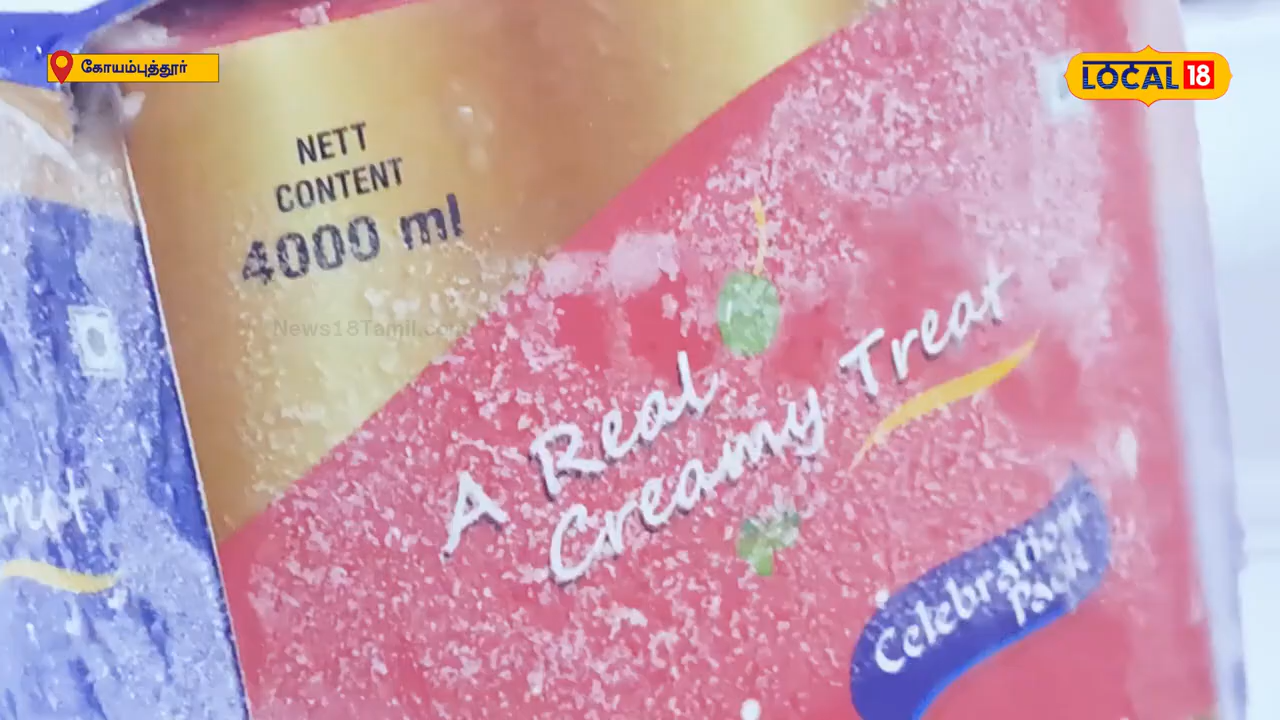 கோயம்புத்தூர்
LOCAL 18
NETT
CONTENT
4000 ml
News18Tamil.com
A Real
Creamy Treat
Celebration
Pack